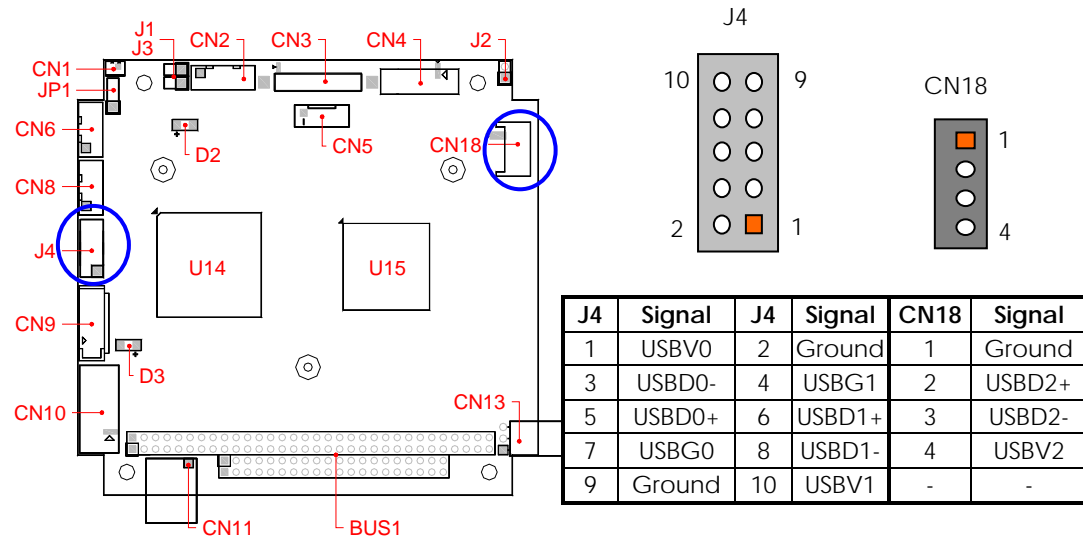 J4
J1
J3
CN2
CN3
CN4
J2
CN1
JP1
10
9
CN18
CN6
D2
CN5
CN18
1
CN8
J4
2
1
4
U14
U15
CN9
D3
CN10
CN13
CN11
BUS1
J4 Signal J4 Signal CN18 Signal
1 USBV0 2 Ground 1 Ground
3 USBD0- 4 USBG1 2 USBD2+
5 USBD0+ 6 USBD1+ 3 USBD2-
7 USBG0 8 USBD1- 4 USBV2
9 Ground 10 USBV1 - -